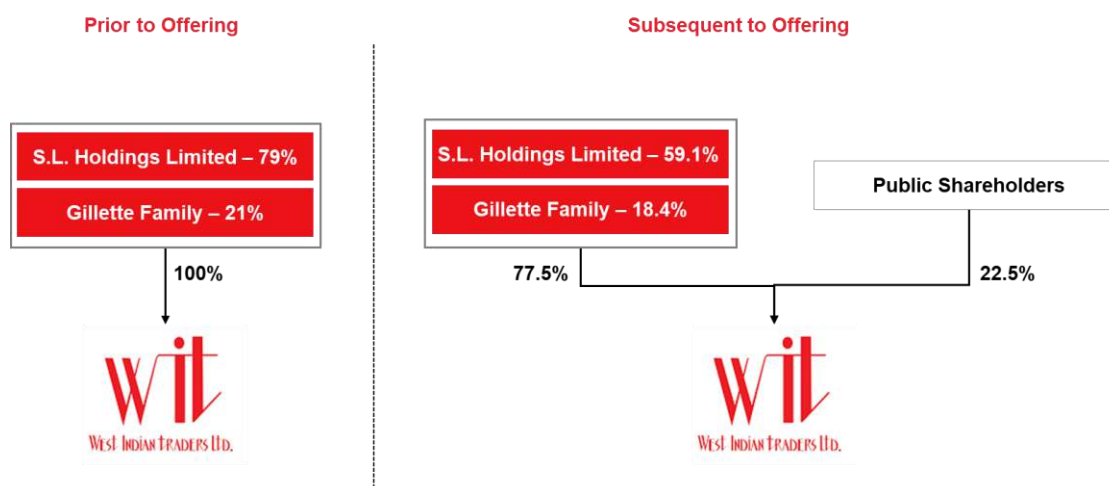 Prior to Offering
S.L. Holdings Limited – 79%
Gillette Family – 21%
100%
wit
WEST INDIAN TRADERS LTD.
Subsequent to Offering
S.L. Holdings Limited – 59.1%
Gillette Family – 18.4%
Public Shareholders
77.5%
22.5%
wit
WEST INDIAN TRADERS LTD.